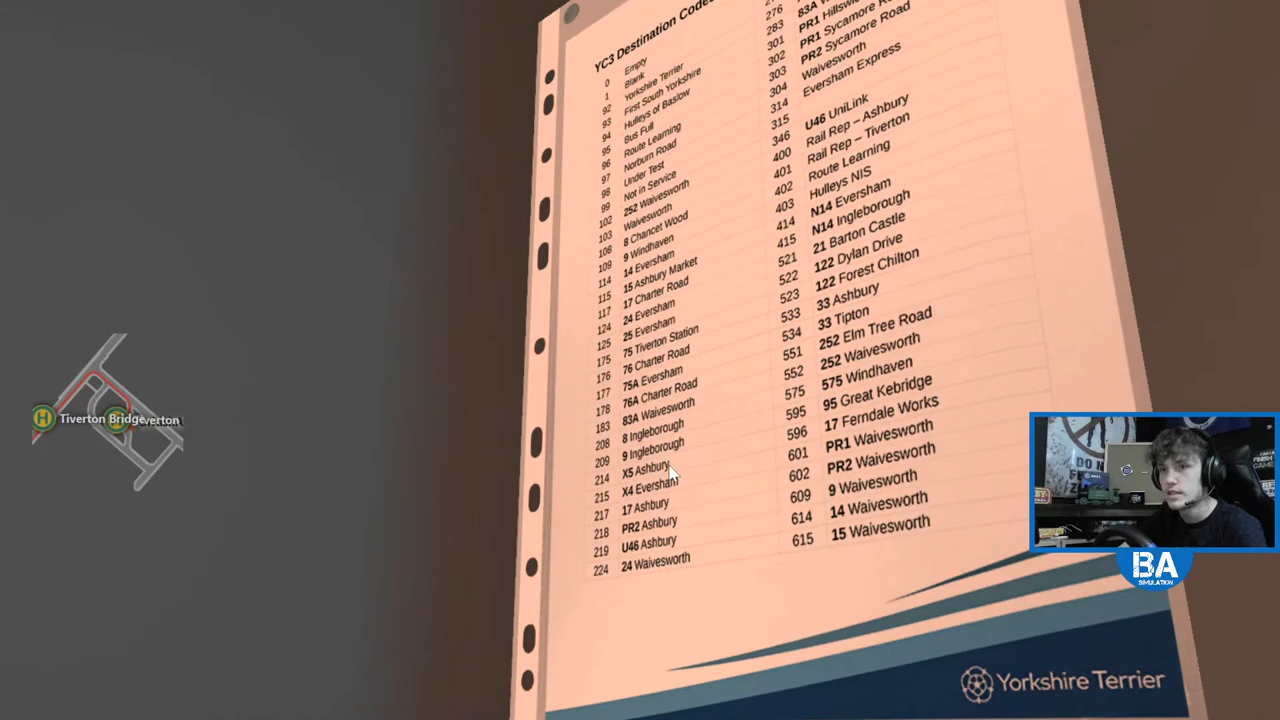 YC3 Destination Codes
0 Empty
1 Blank
92 Yorkshire Terrier
93 First South Yorkshire
94 Hulleys of Baslow
95 Bus Full
96 Route Learning
97 Norburn Road
98 Under Test
99 Not in Service
102 252 Waivesworth
103 Waivesworth
108 8 Chancet Wood
109 9 Windhaven
114 14 Eversham
115 15 Ashbury Market
117 17 Charter Road
124 24 Eversham
125 25 Eversham
175 75 Tiverton Station
176 76 Charter Road
177 75A Eversham
178 76A Charter Road
183 83A Waivesworth
208 8 Ingleborough
209 9 Ingleborough
214 X5 Ashbury
215 X4 Eversham
217 17 Ashbury
218 PR2 Ashbury
219 U46 Ashbury
224 24 Waivesworth
276
283 83A
301 PR1
302 PR1 Sycamore Road
303 PR2 Sycamore Road
304 Waivesworth
314 Eversham Express
315
346 U46 UniLink
400 Rail Rep – Ashbury
401 Rail Rep – Tiverton
402 Route Learning
403 Hulleys NIS
414 N14 Eversham
415 N14 Ingleborough
521 21 Barton Castle
522 122 Dylan Drive
523 122 Forest Chilton
533 33 Ashbury
534 33 Tipton
551 252 Elm Tree Road
552 252 Waivesworth
575 575 Windhaven
595 95 Great Kebridge
596 17 Ferndale Works
601 PR1 Waivesworth
602 PR2 Waivesworth
609 9 Waivesworth
614 14 Waivesworth
615 15 Waivesworth
Yorkshire Terrier
H Tiverton Bridge
BA
SIMULATION